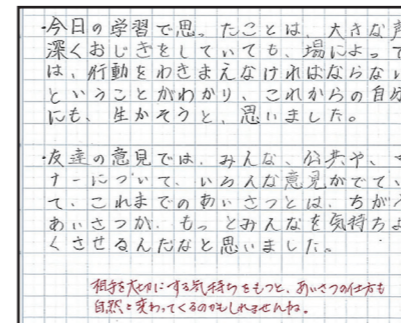 ・今日の学習で思ったことは、大きな声
深くおじぎをしていても、場によって
は、行動をわきまえなければならない
ということがわかり、これからの自分
にも、生かそうと、思いました。
・友達の意見では、みんな、公共や、マ
ナーについて、いろんな意見がでてい
て、これまでのあいさつとは、ちがう
あいさつが、もっとみんなを気持ちよ
くさせるんだなと思いました。
相手を大切にする気持ちをもつと、あいさつの仕方も
自然と変わってくるのかもしれませんね。